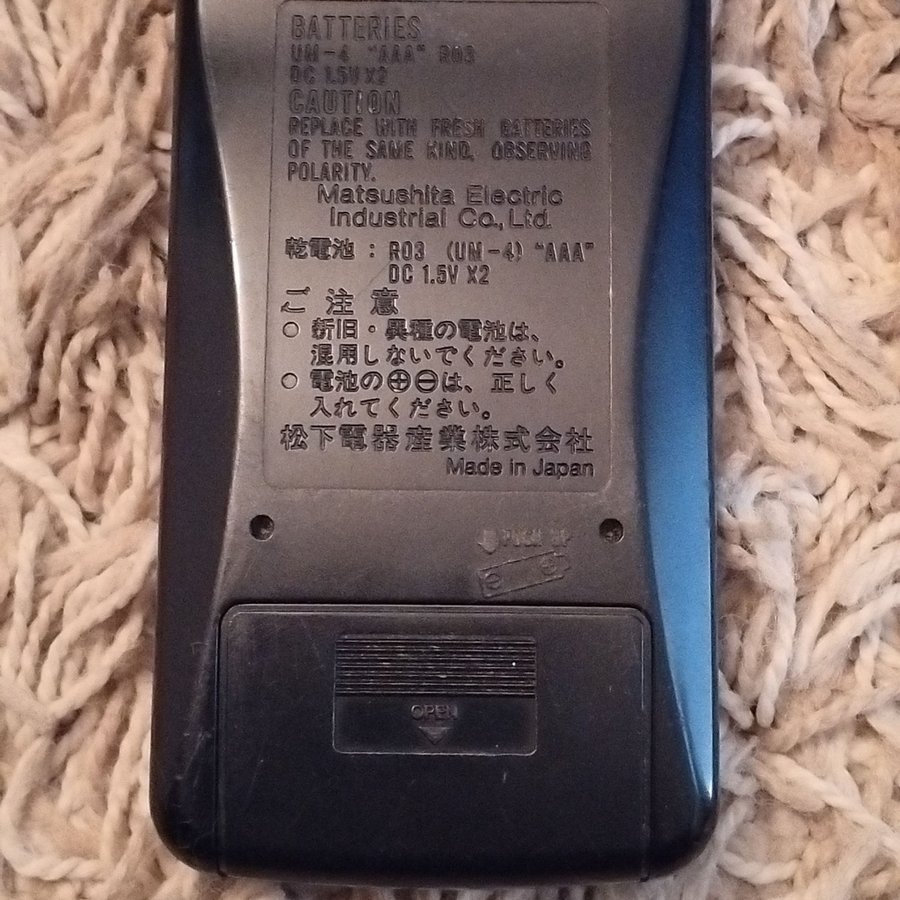 BATTERIES
UM-4 "AAA" R03
DC 1.5V X2
CAUTION
REPLACE WITH FRESH BATTERIES
OF THE SAME KIND, OBSERVING
POLARITY.
Matsushita Electric
Industrial Co., Ltd.
乾電池 : R03 (UM-4) "AAA"
DC 1.5V X2
ご注意
○ 新旧・異種の電池は、
混用しないでください。
○ 電池の⊕⊖は、正しく
入れてください。
松下電器産業株式会社
Made in Japan
PICK UP
⊖ ⊕
OPEN